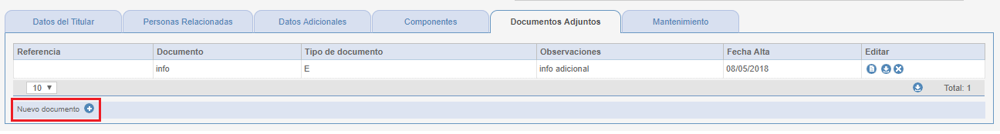 Datos del Titular Personas Relacionadas Datos Adicionales Componentes Documentos Adjuntos Mantenimiento
Referencia Documento Tipo de documento Observaciones Fecha Alta Editar
info E info adicional 08/05/2018
10 Total: 1
Nuevo documento